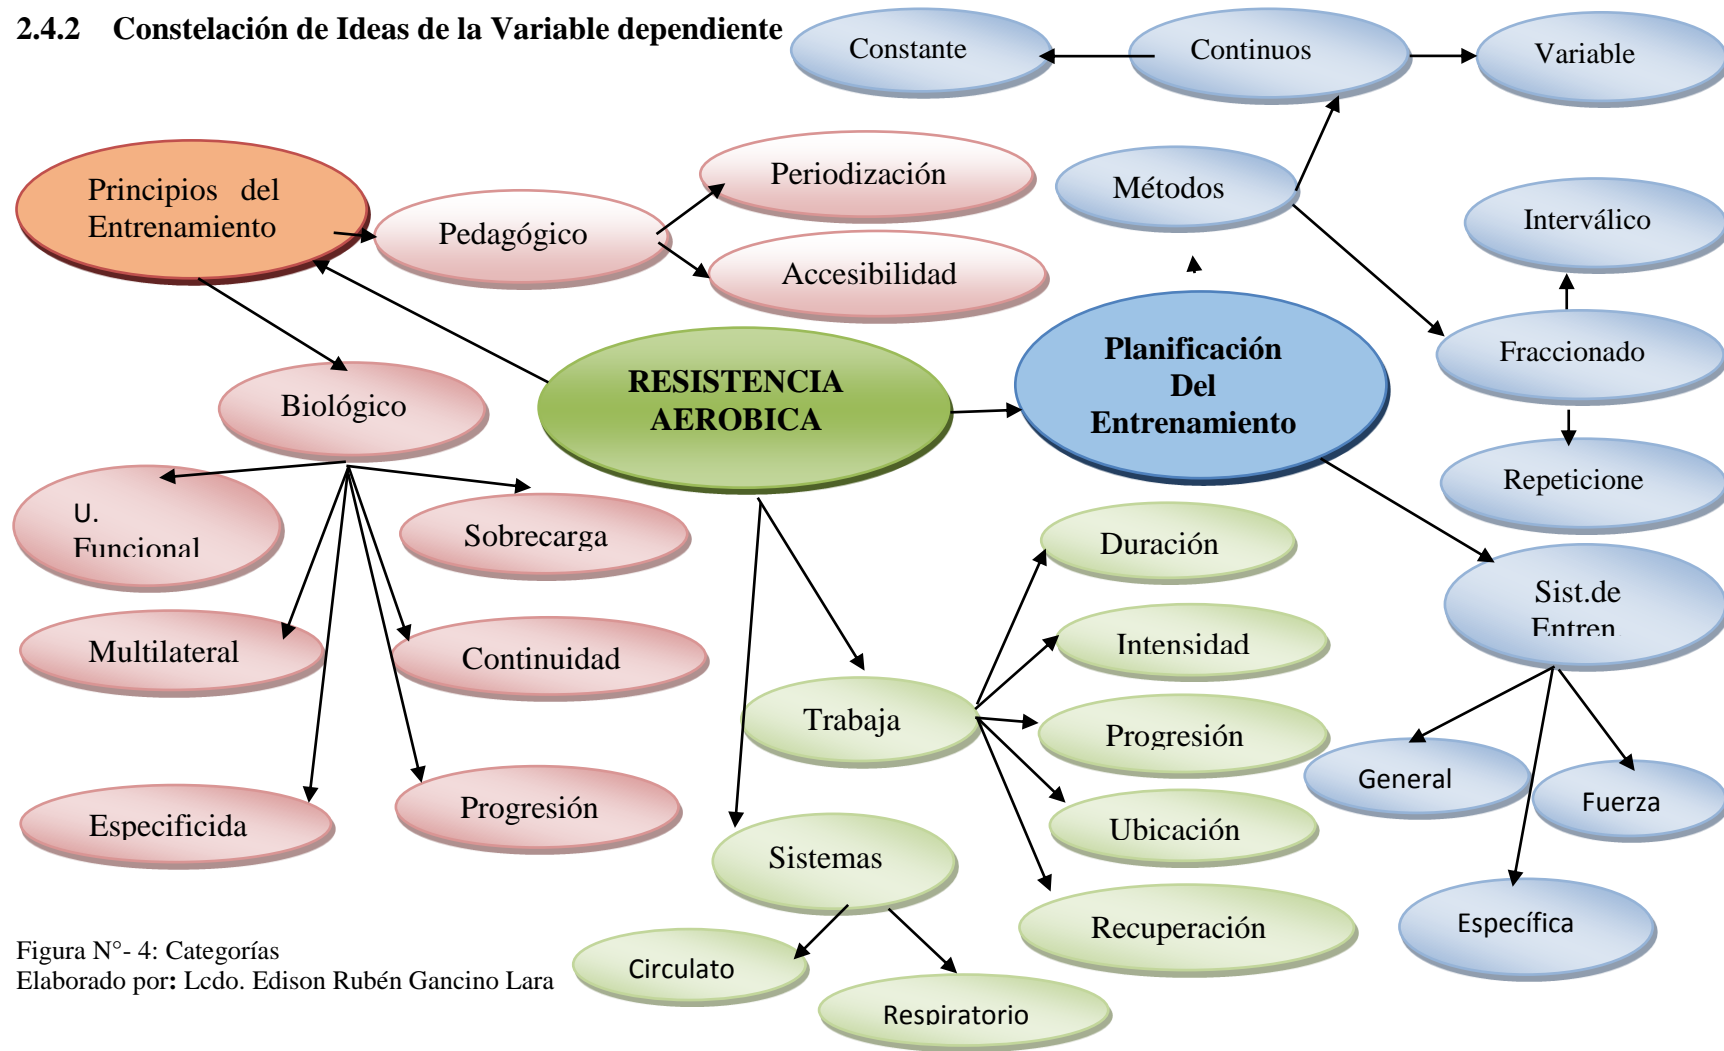 2.4.2 Constelación de Ideas de la Variable dependiente
Constante
Continuos
Variable
Principios del
Entrenamiento
Pedagógico
Periodización
Accesibilidad
Métodos
Interválico
Fraccionado
Repeticione
RESISTENCIA
AEROBICA
Planificación
Del
Entrenamiento
Biológico
U.
Funcional
Sobrecarga
Multilateral
Continuidad
Especificida
Progresión
Duración
Intensidad
Trabaja
Progresión
Ubicación
Recuperación
Sistemas
Circulato
Respiratorio
Sist.de
Entren.
General
Fuerza
Específica
Figura N°- 4: Categorías
Elaborado por: Lcdo. Edison Rubén Gancino Lara